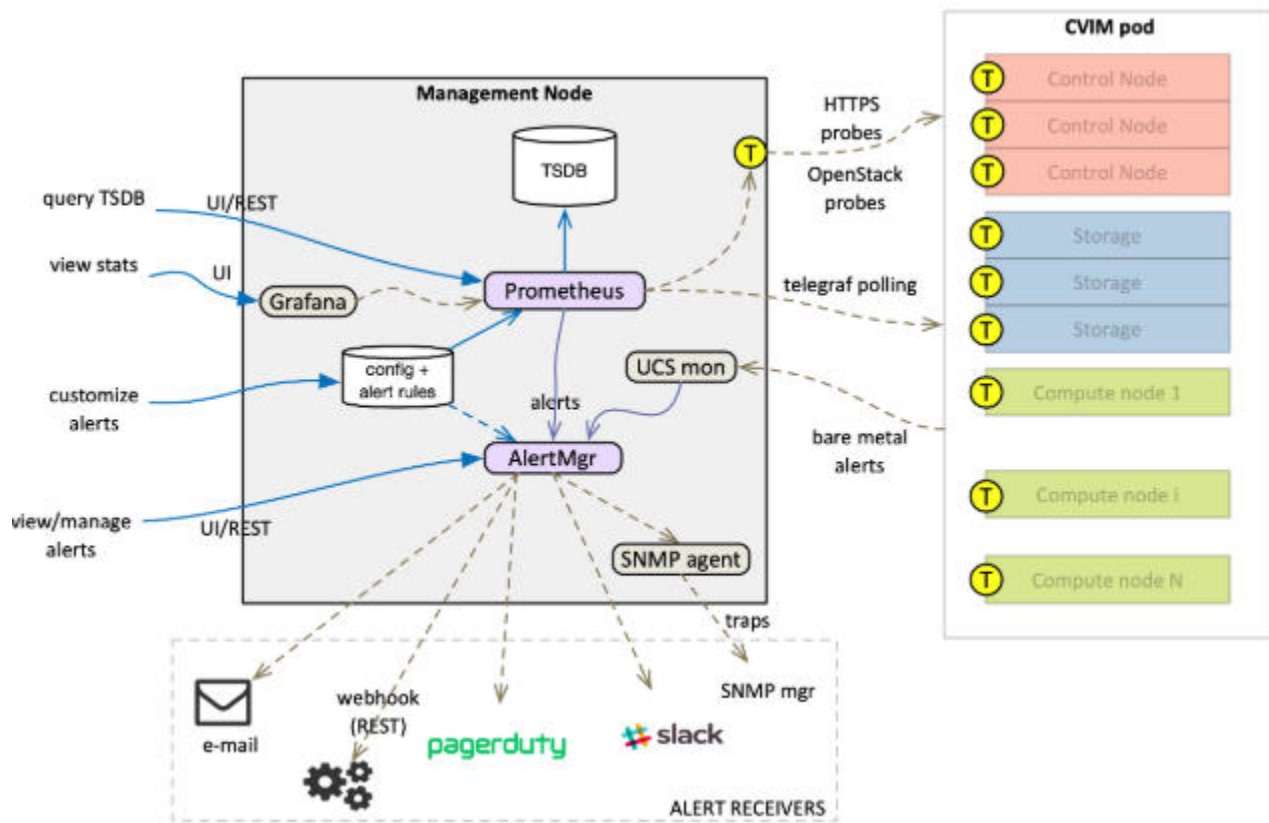 CVIM pod
Management Node
T Control Node
T Control Node
T Control Node
HTTPS
probes
T
OpenStack
probes
TSDB
query TSDB
UI/REST
view stats
UI
Grafana
Prometheus
T Storage
T Storage
T Storage
telegraf polling
config +
alert rules
UCS mon
customize
alerts
alerts
T Compute node 1
bare metal
alerts
AlertMgr
view/manage
alerts
UI/REST
T Compute node i
SNMP agent
T Compute node N
traps
SNMP mgr
webhook
(REST)
e-mail
pagerduty
slack
ALERT RECEIVERS